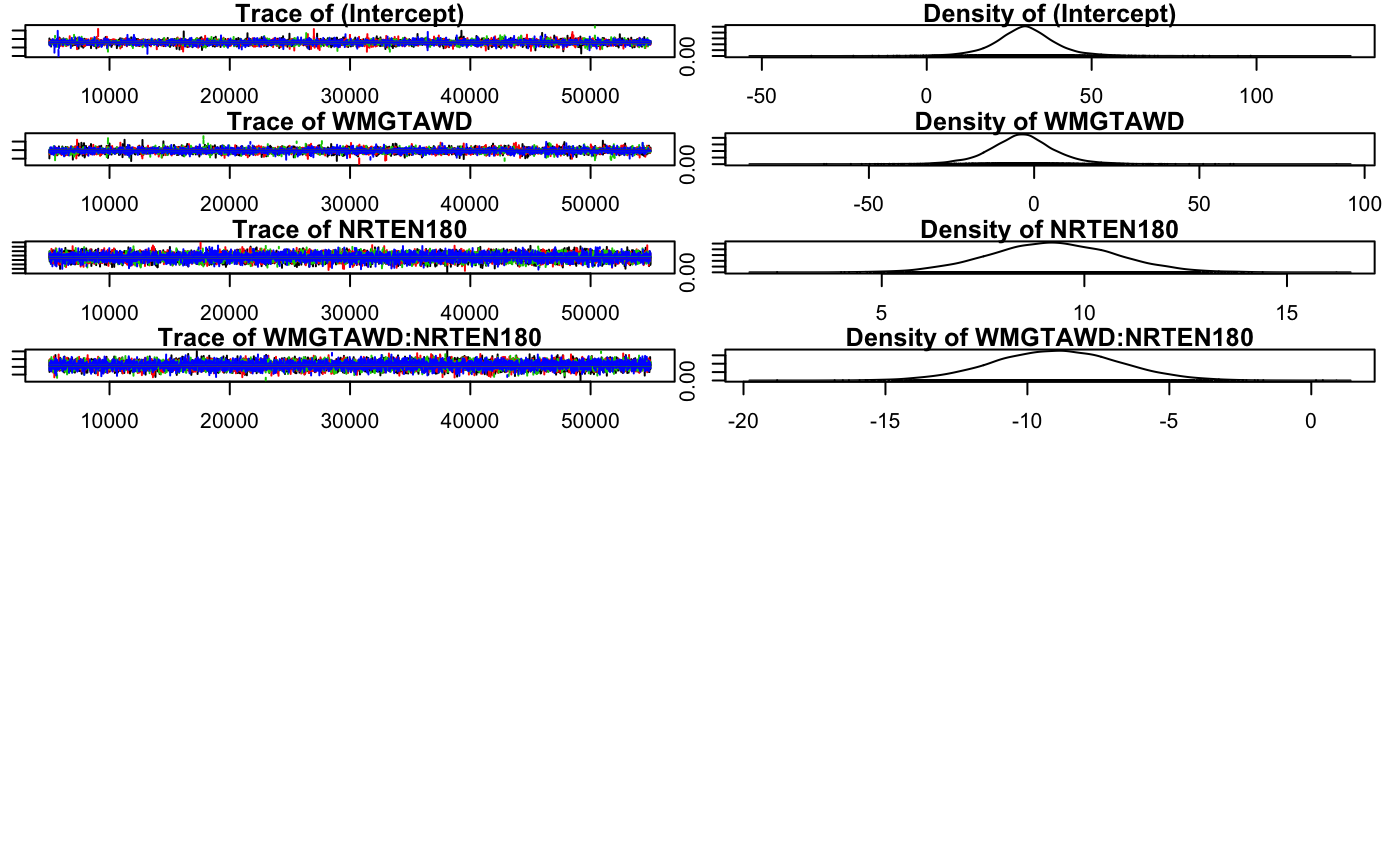 Trace of (Intercept) Density of (Intercept)
0.00
10000 20000 30000 40000 50000 -50 0 50 100
Trace of WMGTAWD Density of WMGTAWD
0.00
10000 20000 30000 40000 50000 -50 0 50 100
Trace of NRTEN180 Density of NRTEN180
0.00
10000 20000 30000 40000 50000 5 10 15
Trace of WMGTAWD:NRTEN180 Density of WMGTAWD:NRTEN180
0.00
10000 20000 30000 40000 50000 -20 -15 -10 -5 0